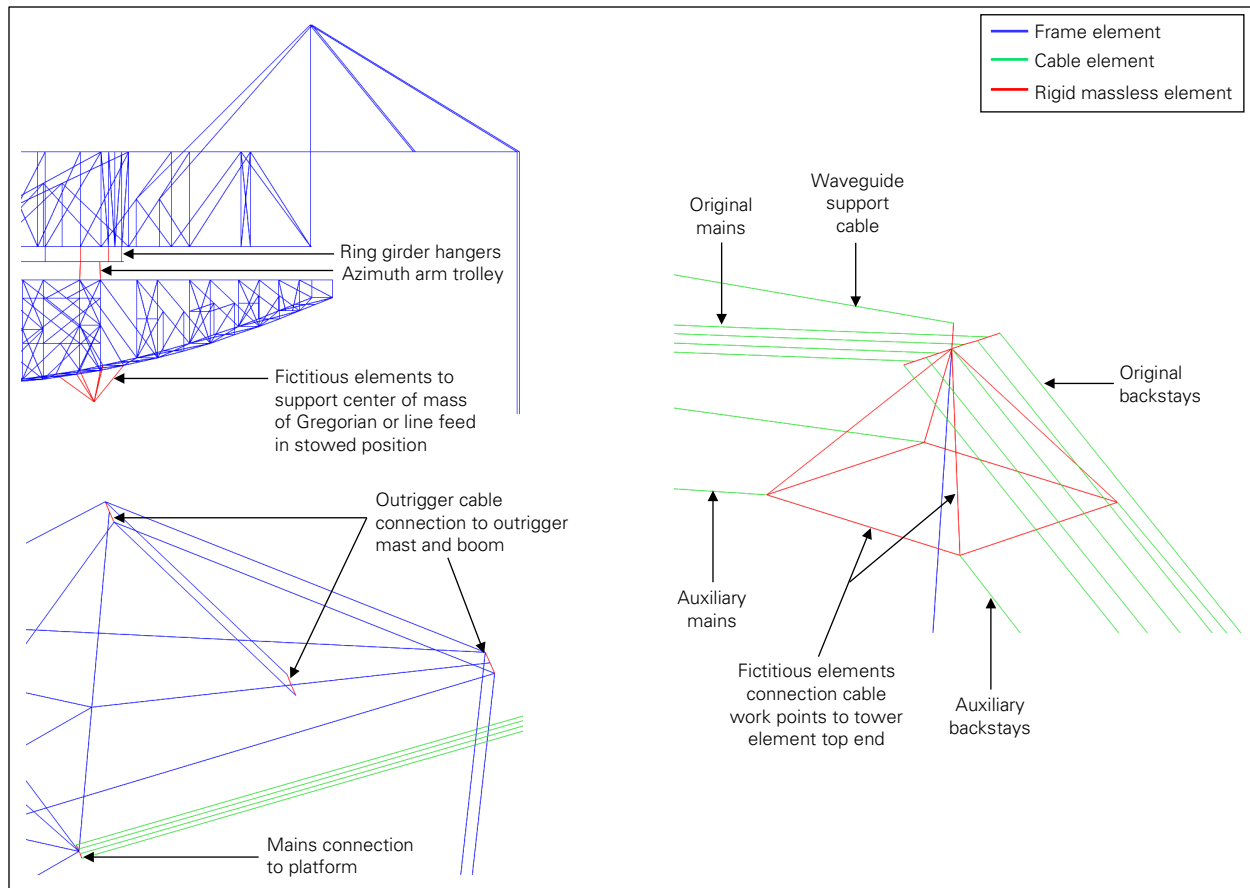 Frame element
Cable element
Rigid massless element
Ring girder hangers
Azimuth arm trolley
Fictitious elements to
support center of mass
of Gregorian or line feed
in stowed position
Outrigger cable
connection to outrigger
mast and boom
Mains connection
to platform
Waveguide
support
cable
Original
mains
Original
backstays
Auxiliary
mains
Fictitious elements
connection cable
work points to tower
element top end
Auxiliary
backstays